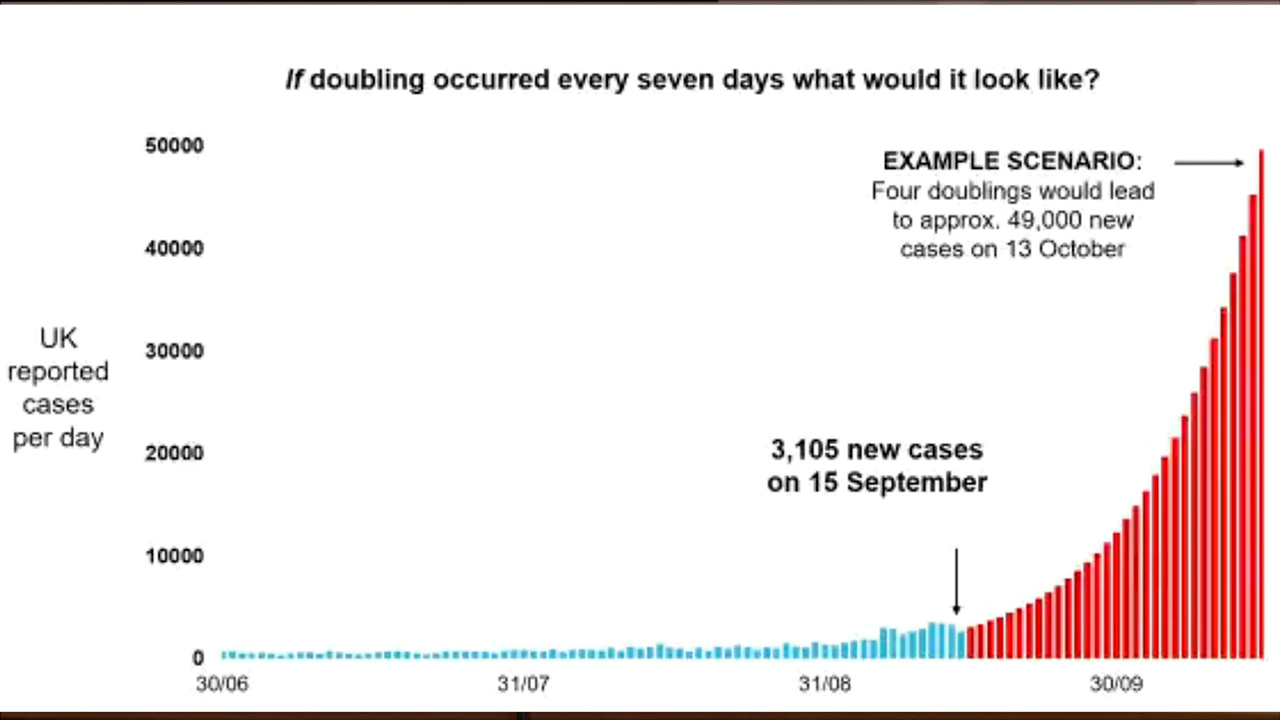 If doubling occurred every seven days what would it look like?
50000
EXAMPLE SCENARIO:
Four doublings would lead
to approx. 49,000 new
cases on 13 October
40000
UK
reported
cases
per day
30000
20000
3,105 new cases
on 15 September
10000
0
30/06
31/07
31/08
30/09